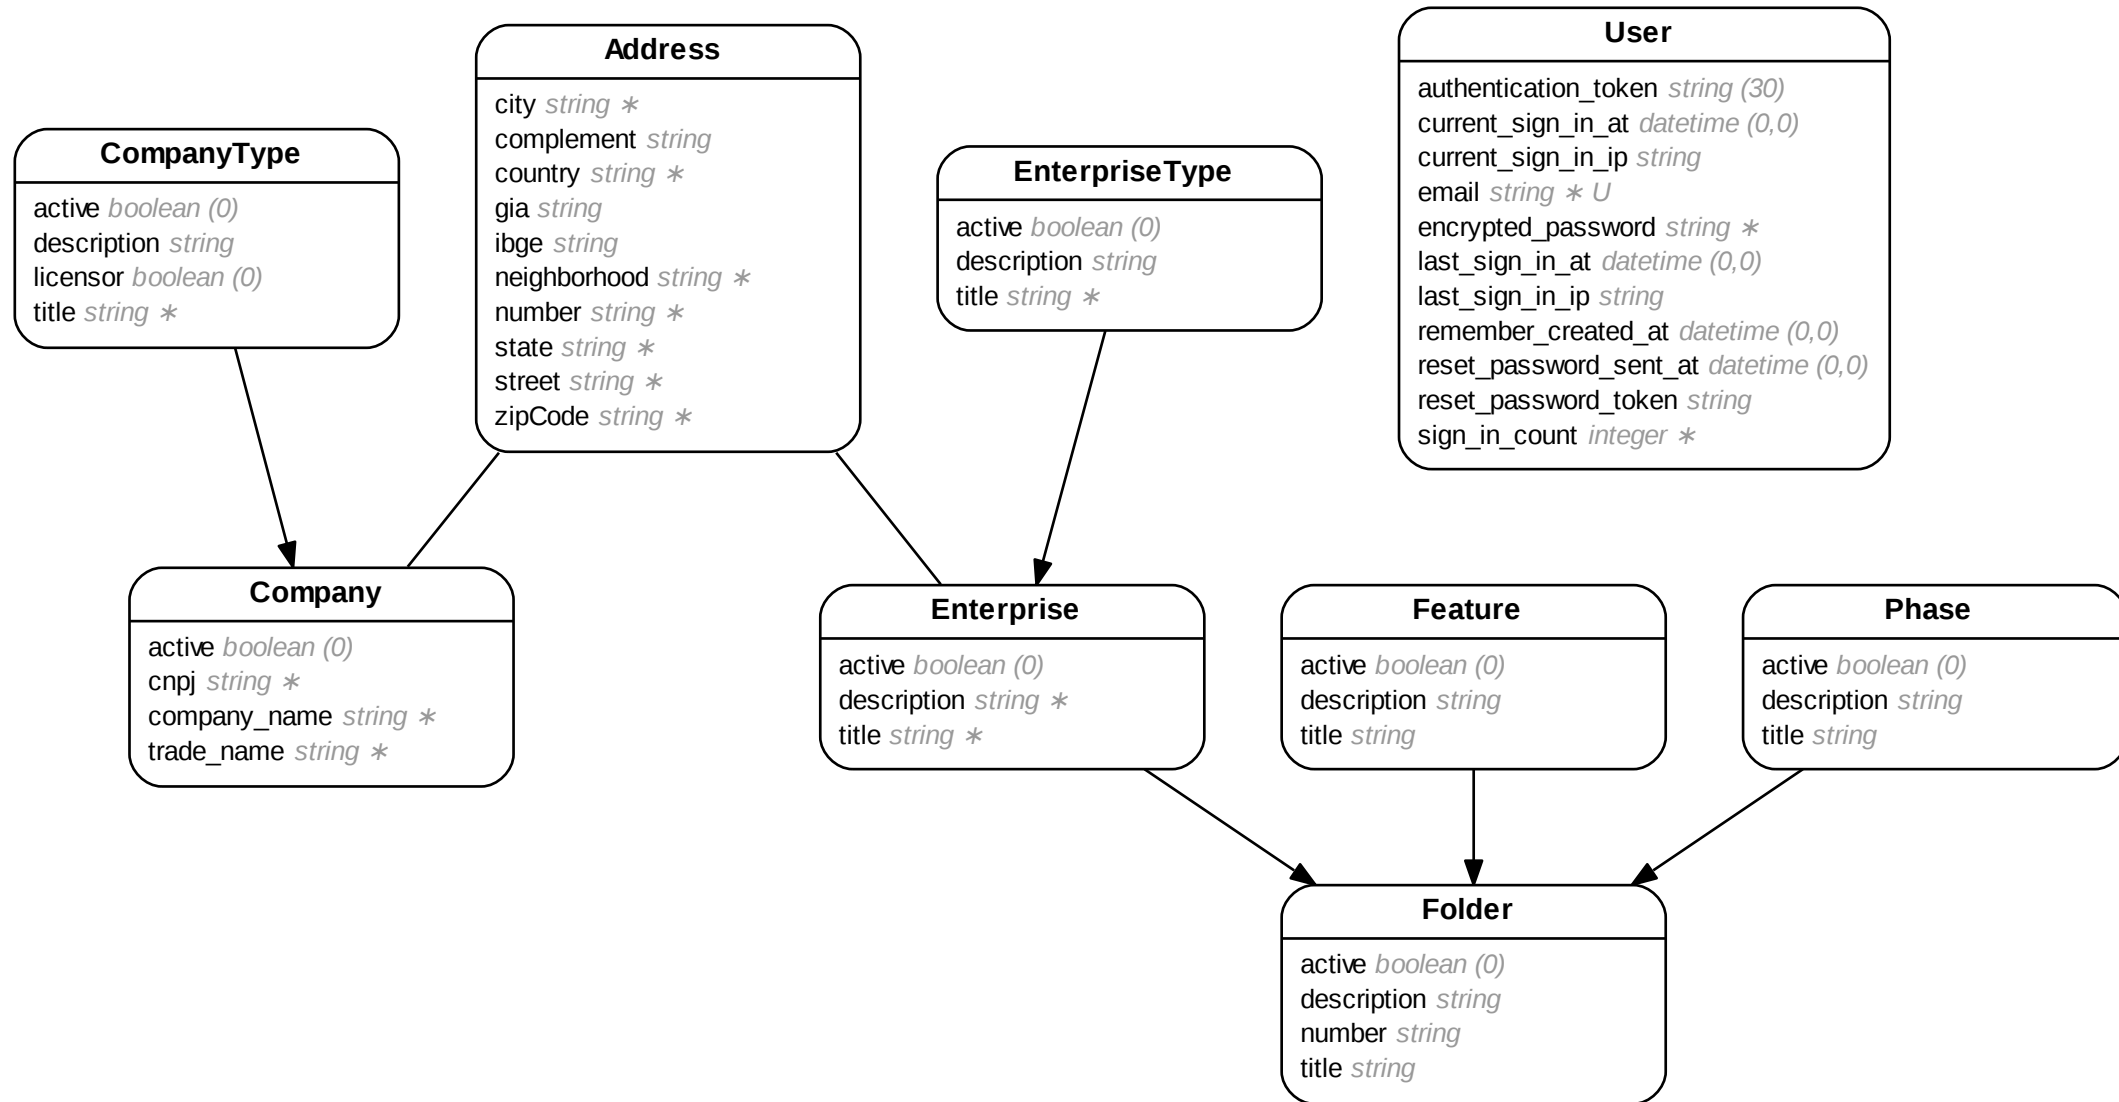 CompanyType
active boolean (0)
description string
licensor boolean (0)
title string ∗
Address
city string ∗
complement string
country string ∗
gia string
ibge string
neighborhood string ∗
number string ∗
state string ∗
street string ∗
zipCode string ∗
EnterpriseType
active boolean (0)
description string
title string ∗
User
authentication_token string (30)
current_sign_in_at datetime (0,0)
current_sign_in_ip string
email string ∗ U
encrypted_password string ∗
last_sign_in_at datetime (0,0)
last_sign_in_ip string
remember_created_at datetime (0,0)
reset_password_sent_at datetime (0,0)
reset_password_token string
sign_in_count integer ∗
Company
active boolean (0)
cnpj string ∗
company_name string ∗
trade_name string ∗
Enterprise
active boolean (0)
description string ∗
title string ∗
Feature
active boolean (0)
description string
title string
Phase
active boolean (0)
description string
title string
Folder
active boolean (0)
description string
number string
title string